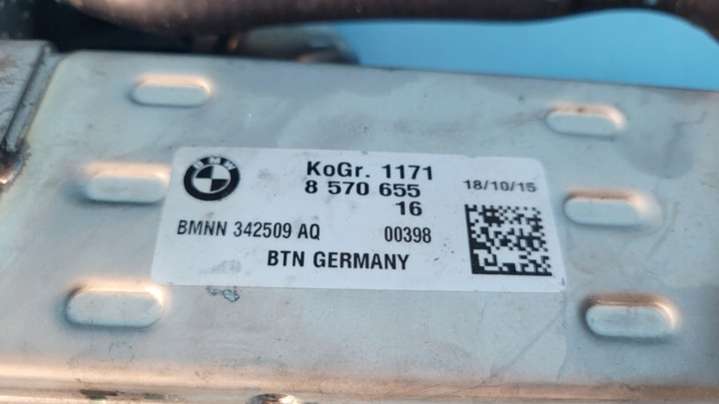 BMW
KoGr. 1171
8 570 655
18/10/15
16
BMNN 342509 AQ
00398
BTN GERMANY